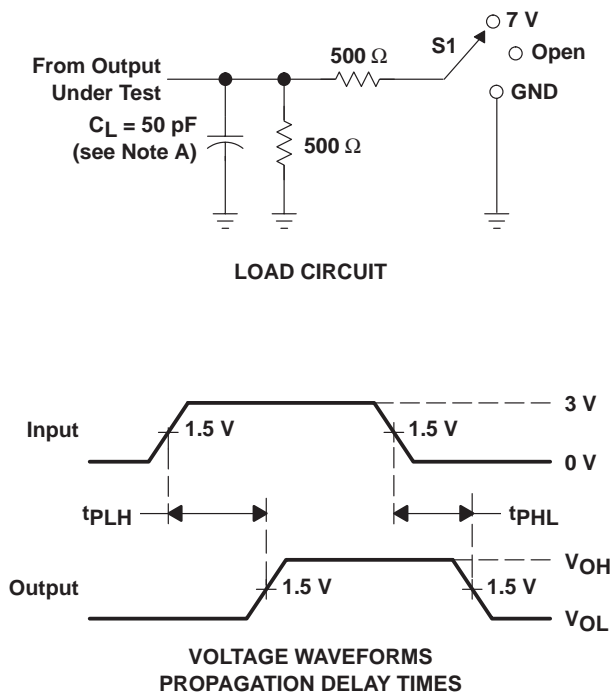 7 V
S1
500 Ω
Open
From Output
Under Test
GND
CL = 50 pF
(see Note A)
500 Ω
LOAD CIRCUIT
3 V
Input
1.5 V
1.5 V
0 V
tPLH
tPHL
VOH
Output
1.5 V
1.5 V
VOL
VOLTAGE WAVEFORMS
PROPAGATION DELAY TIMES